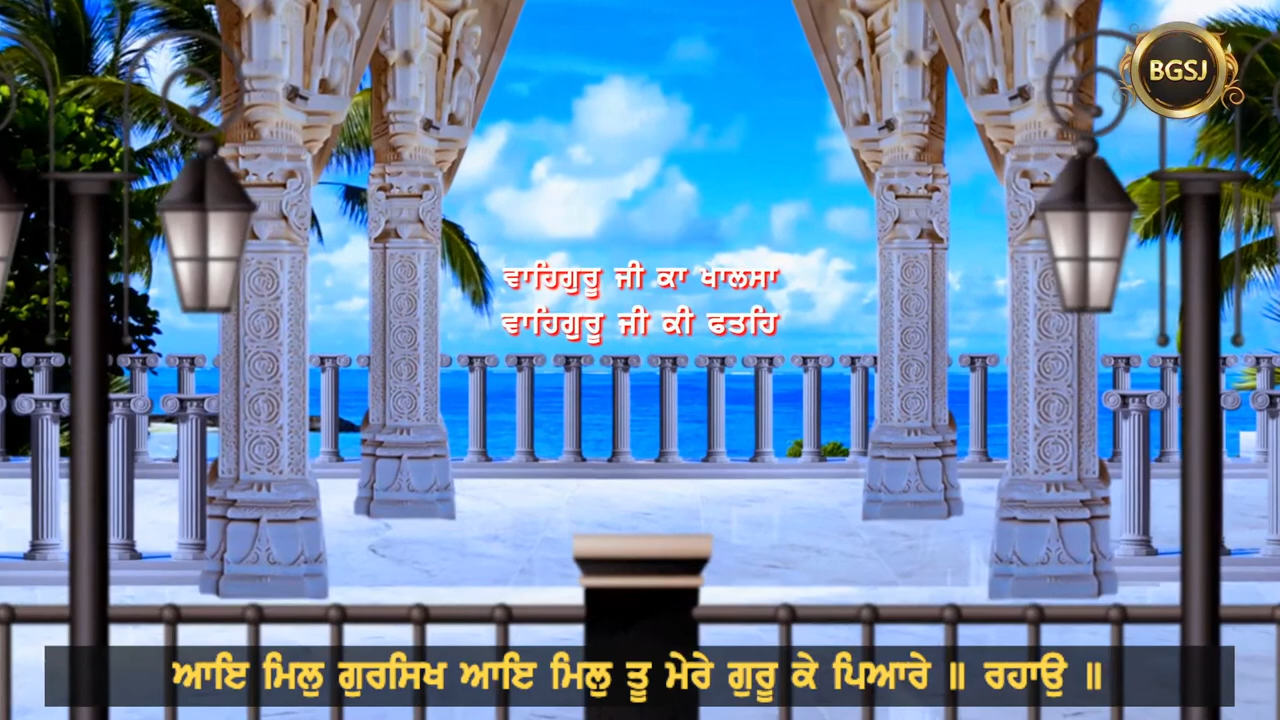 BGSJ
ਵਾਹਿਗੁਰੂ ਜੀ ਕਾ ਖਾਲਸਾ
ਵਾਹਿਗੁਰੂ ਜੀ ਕੀ ਫਤਹਿ
ਆਇ ਮਿਲੁ ਗੁਰਸਿਖ ਆਇ ਮਿਲੁ ਤੂ ਮੇਰੇ ਗੁਰੂ ਕੇ ਪਿਆਰੇ ॥ ਰਹਾਉ ॥